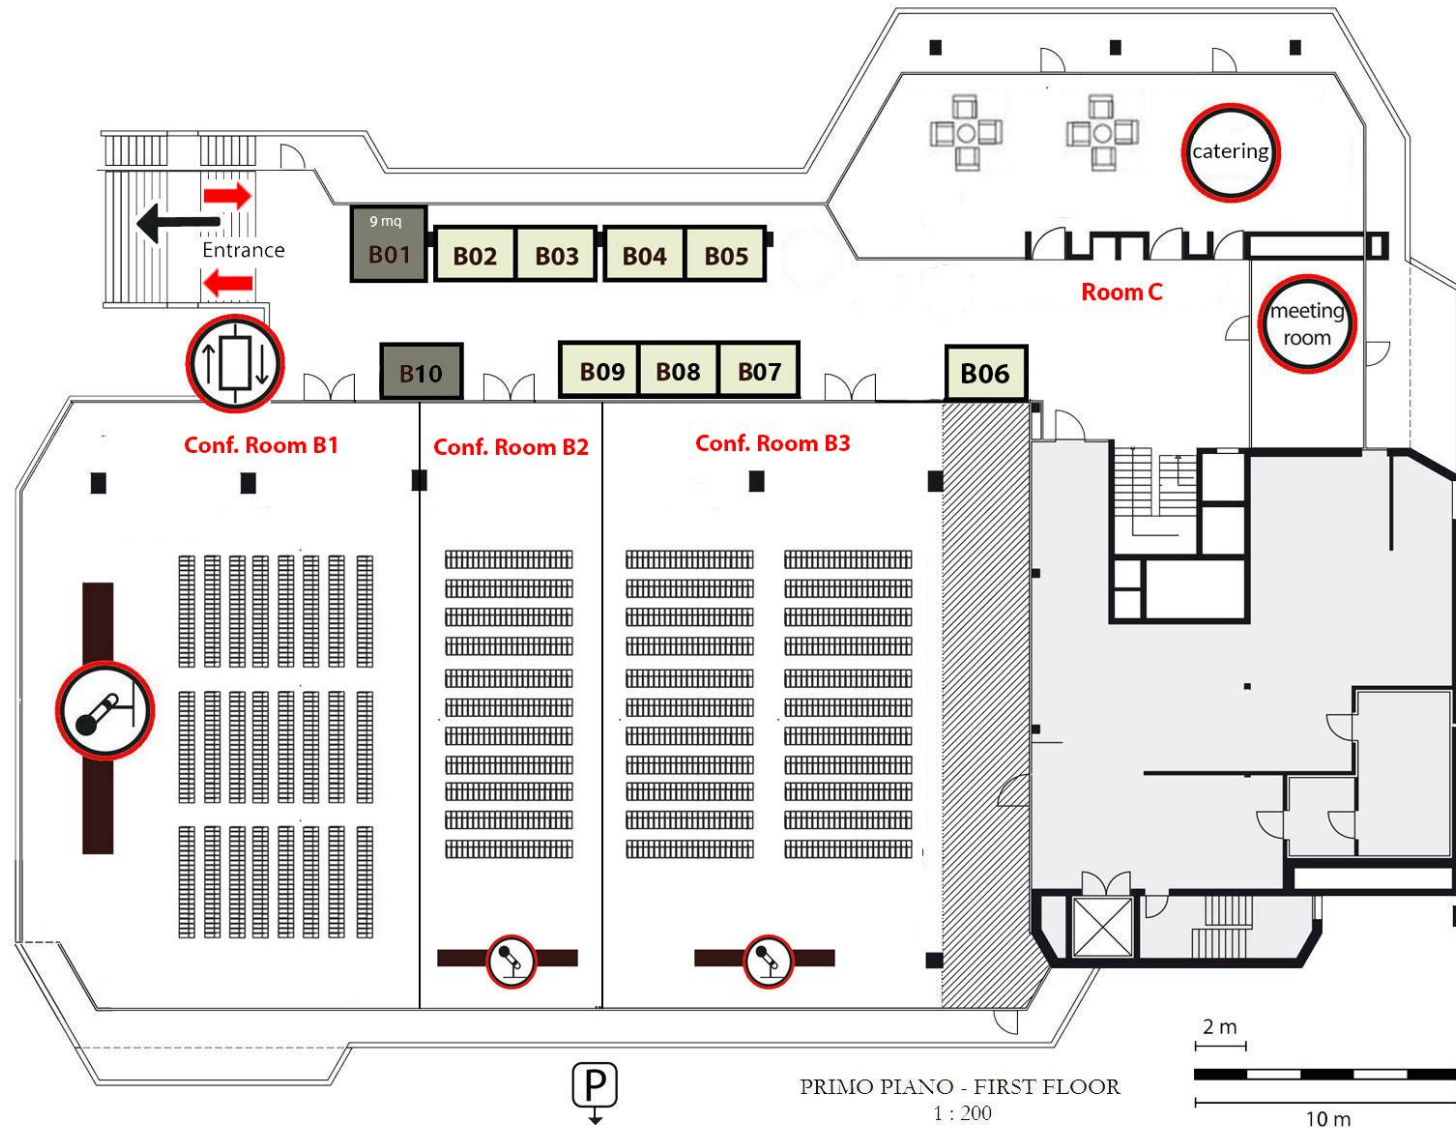 catering
9 mq
B01
B02
B03
B04
B05
Entrance
Room C
meeting
room
B10
B09
B08
B07
B06
Conf. Room B1
Conf. Room B2
Conf. Room B3
P
PRIMO PIANO - FIRST FLOOR
1 : 200
2 m
10 m